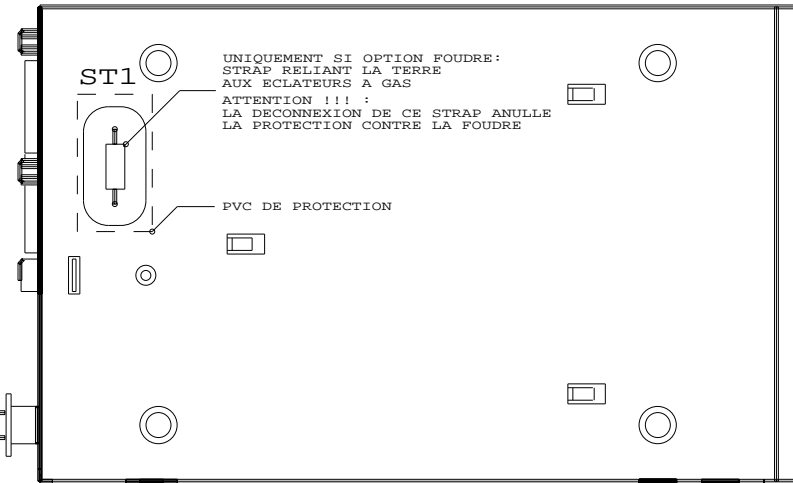 ST1
UNIQUEMENT SI OPTION FOUDRE:
STRAP RELIANT LA TERRE
AUX ECLATEURS A GAS
ATTENTION !!! :
LA DECONNEXION DE CE STRAP ANULLE
LA PROTECTION CONTRE LA FOUDRE
PVC DE PROTECTION